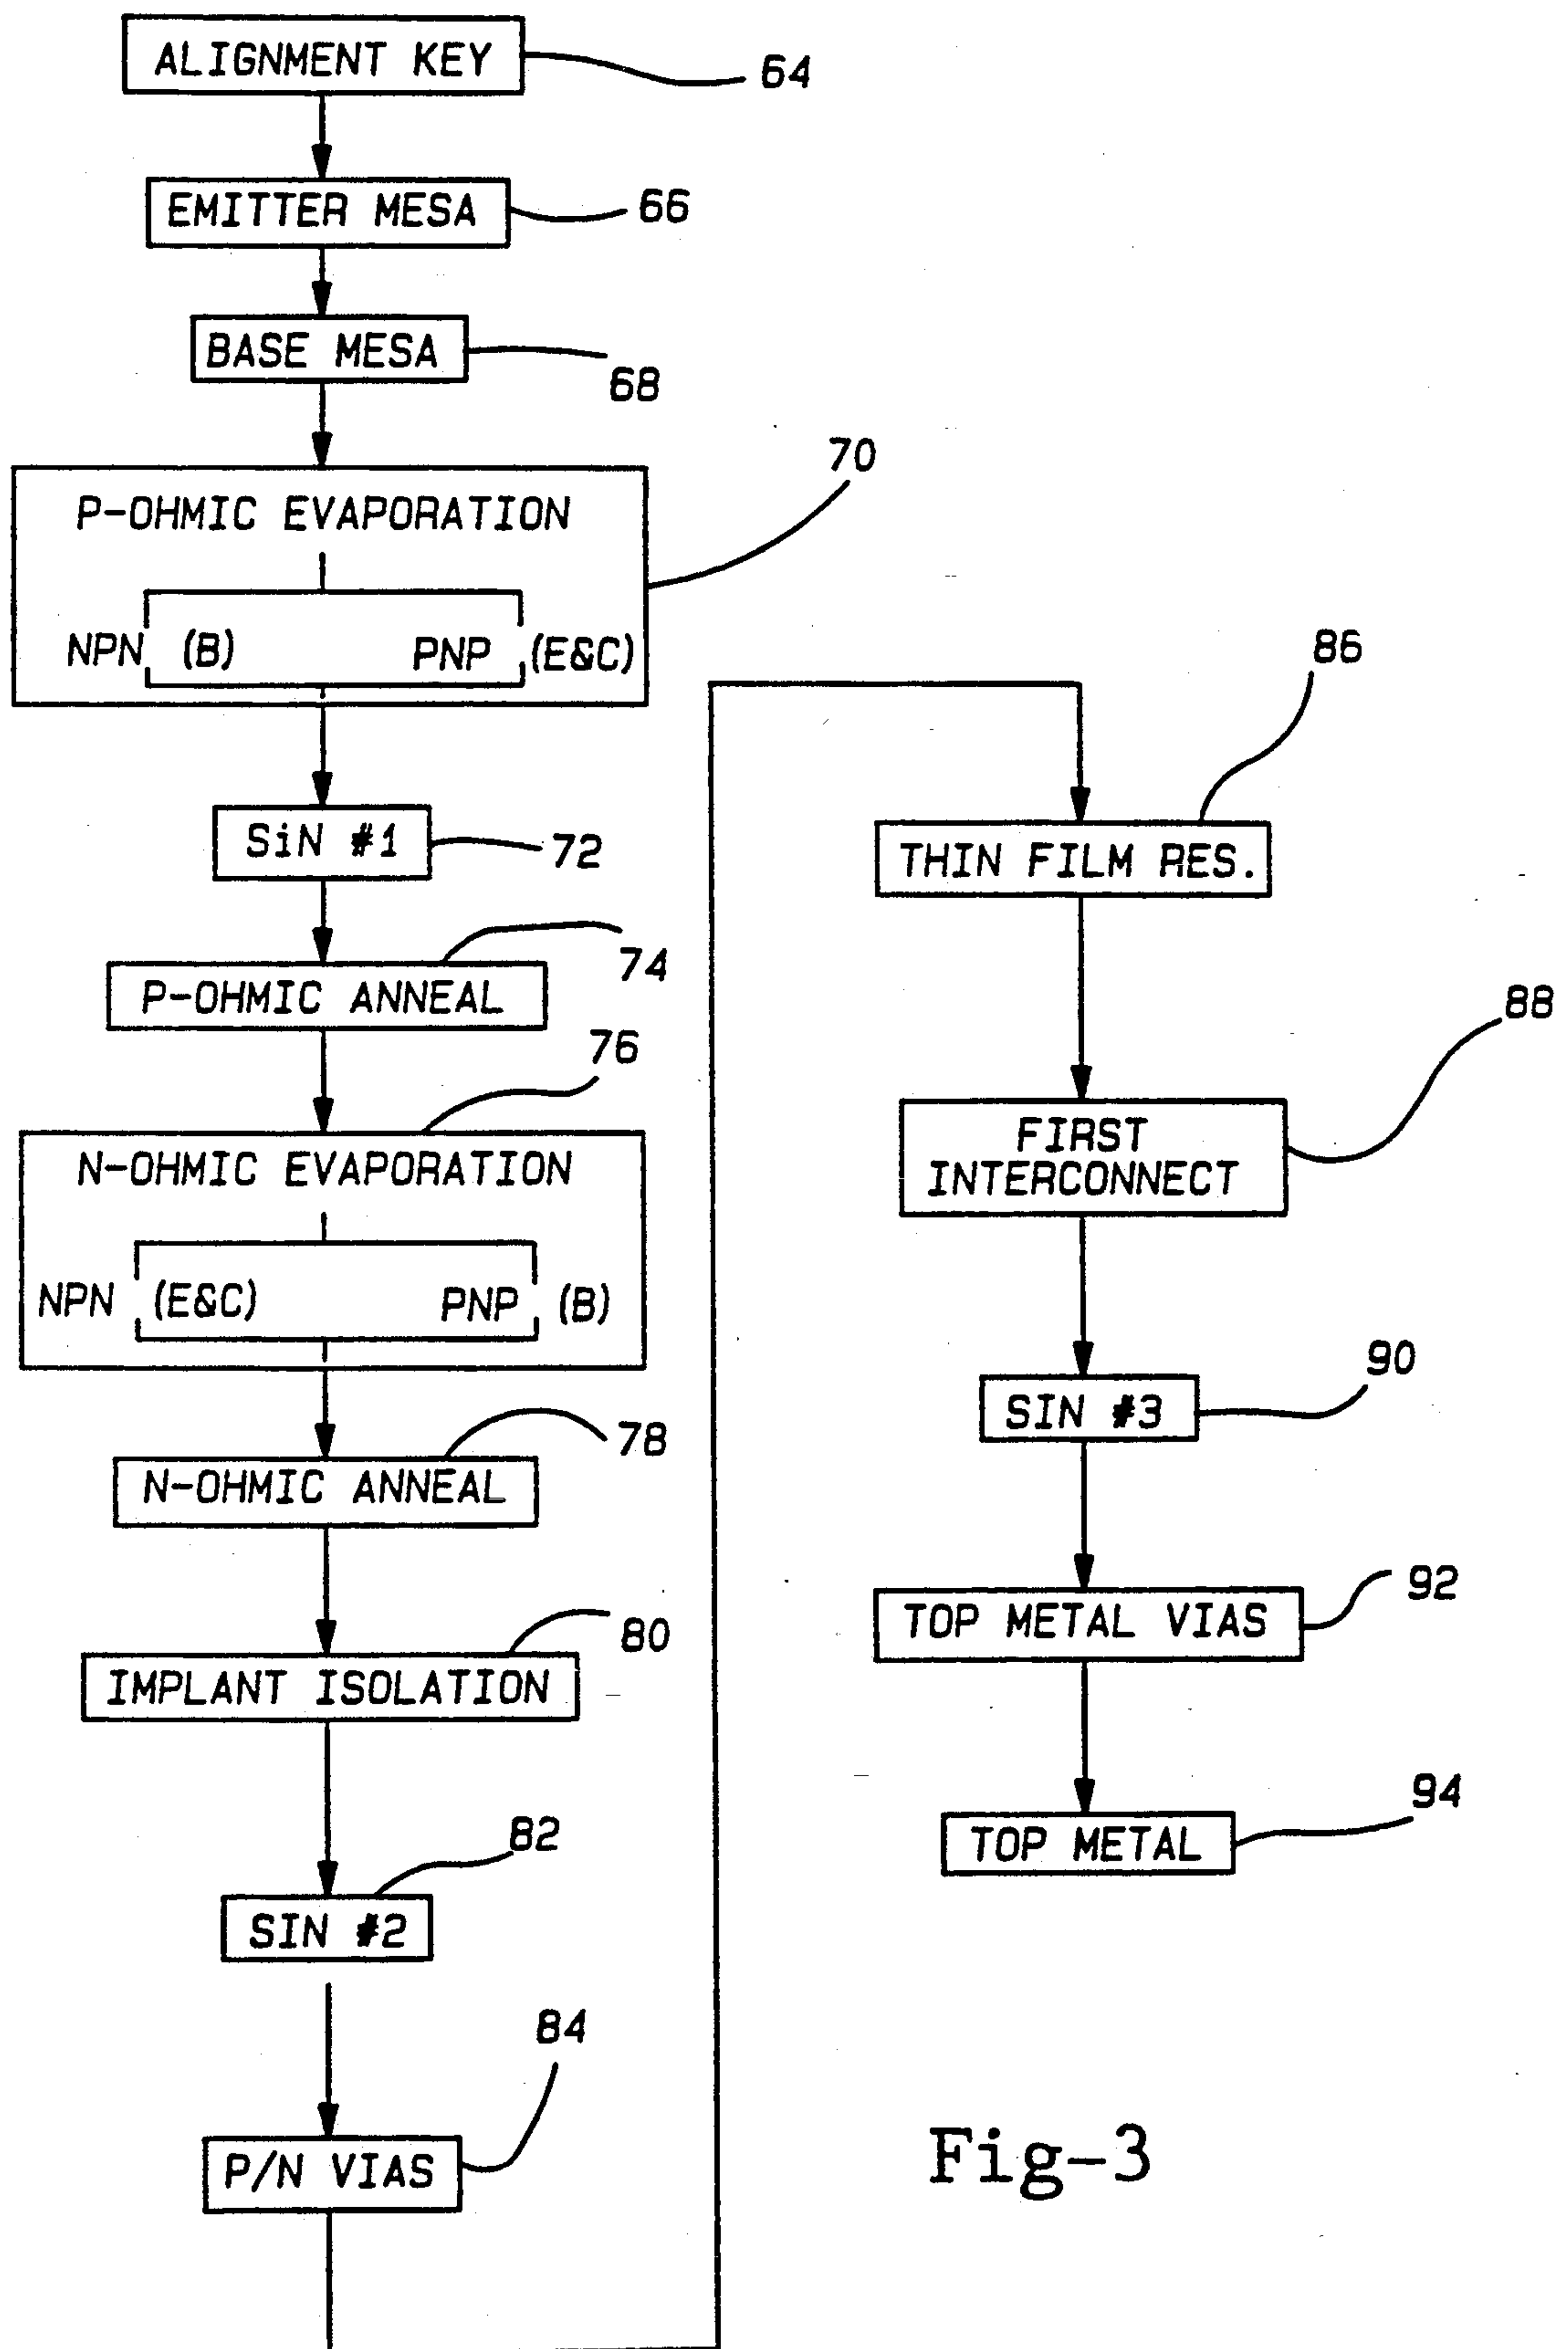 ALIGNMENT KEY
64
EMITTER MESA
66
BASE MESA
68
70
P-OHMIC EVAPORATION
NPN (B) PNP (E&C)
SiN #1
72
74
P-OHMIC ANNEAL
76
N-OHMIC EVAPORATION
NPN (E&C) PNP (B)
78
N-OHMIC ANNEAL
80
IMPLANT ISOLATION
82
SIN #2
84
P/N VIAS
86
THIN FILM RES.
88
FIRST
INTERCONNECT
90
SIN #3
92
TOP METAL VIAS
94
TOP METAL
Fig-3